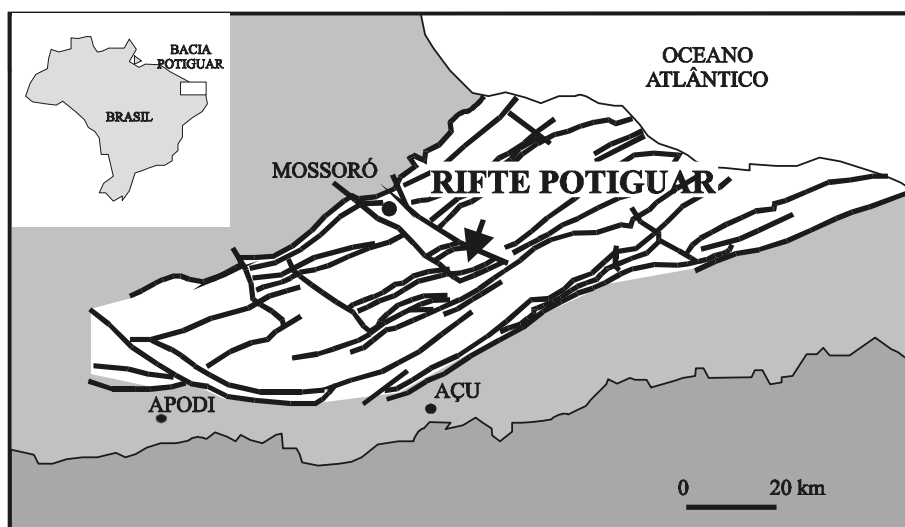 BACIA
POTIGUAR
BRASIL
OCEANO
ATLÂNTICO
MOSSORÓ
RIFTE POTIGUAR
APODI
AÇU
0 20 km